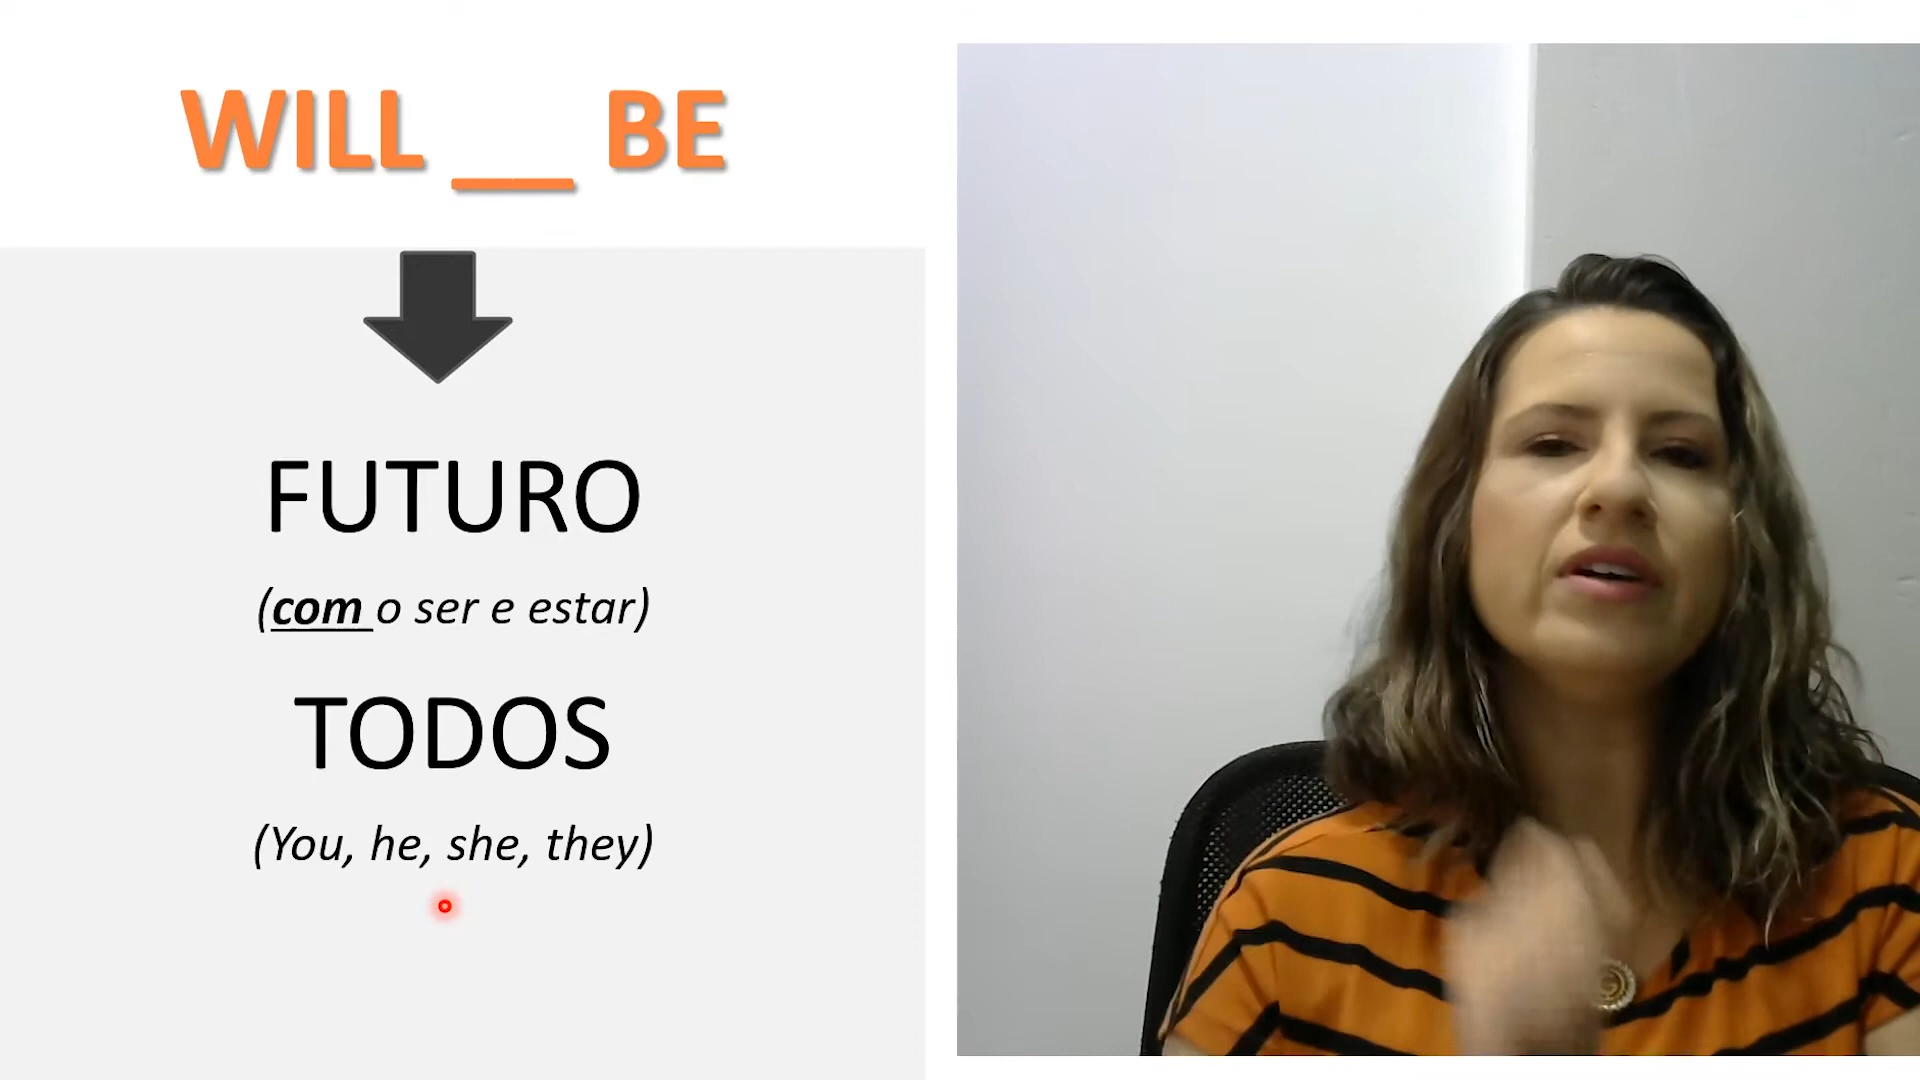 WILL __ BE
FUTURO
(com o ser e estar)
TODOS
(You, he, she, they)